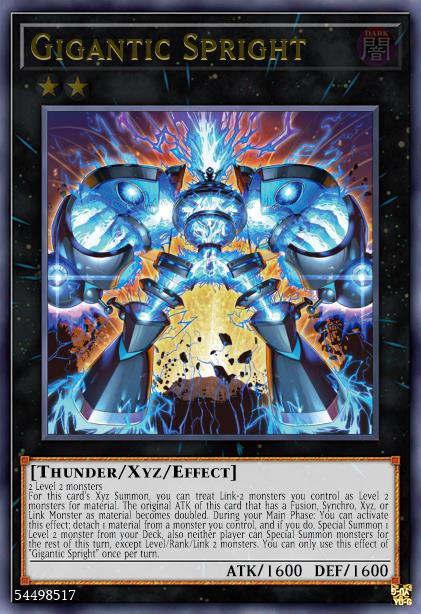 GIGANTIC SPRIGHT
DARK
闇
[THUNDER/XYZ/EFFECT]
2 Level 2 monsters
For this card's Xyz Summon, you can treat Link-2 monsters you control as Level 2
monsters for material. The original ATK of this card that has a Fusion, Synchro, Xyz, or
Link Monster as material becomes doubled. During your Main Phase: You can activate
this effect; detach 1 material from a monster you control, and if you do, Special Summon 1
Level 2 monster from your Deck, also neither player can Special Summon monsters for
the rest of this turn, except Level/Rank/Link 2 monsters. You can only use this effect of
"Gigantic Spright" once per turn.
ATK/1600 DEF/1600
54498517